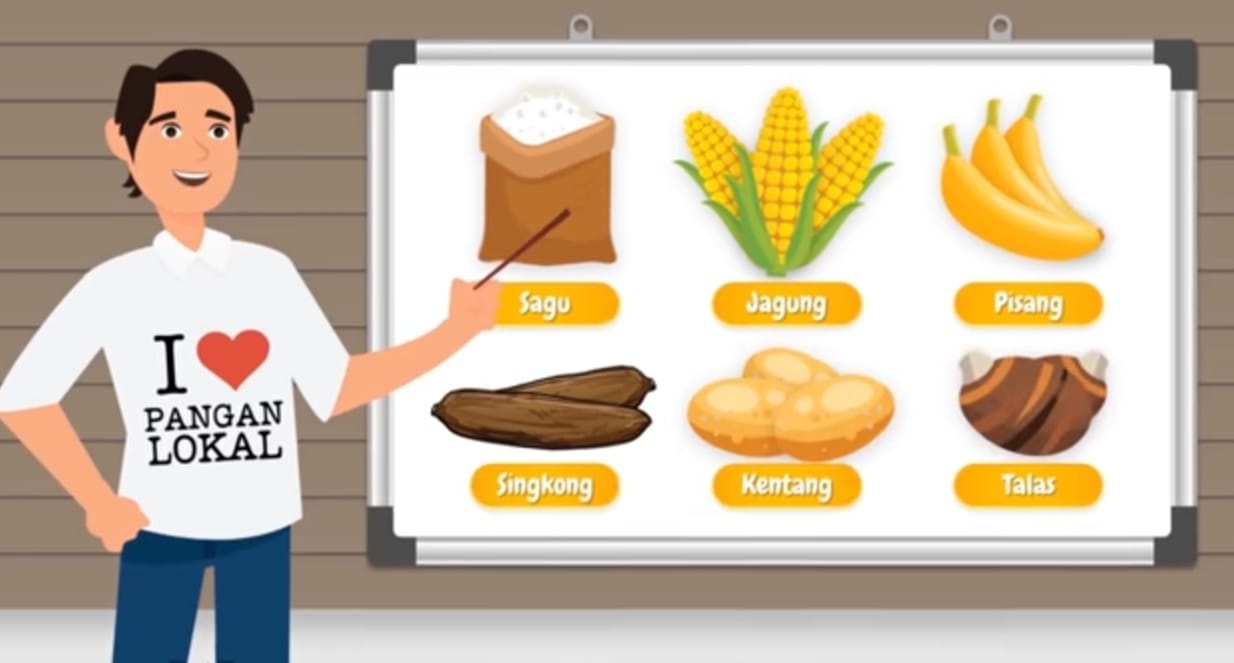 I
PANGAN
LOKAL
Sagu
Jagung
Pisang
Singkong
Kentang
Talas